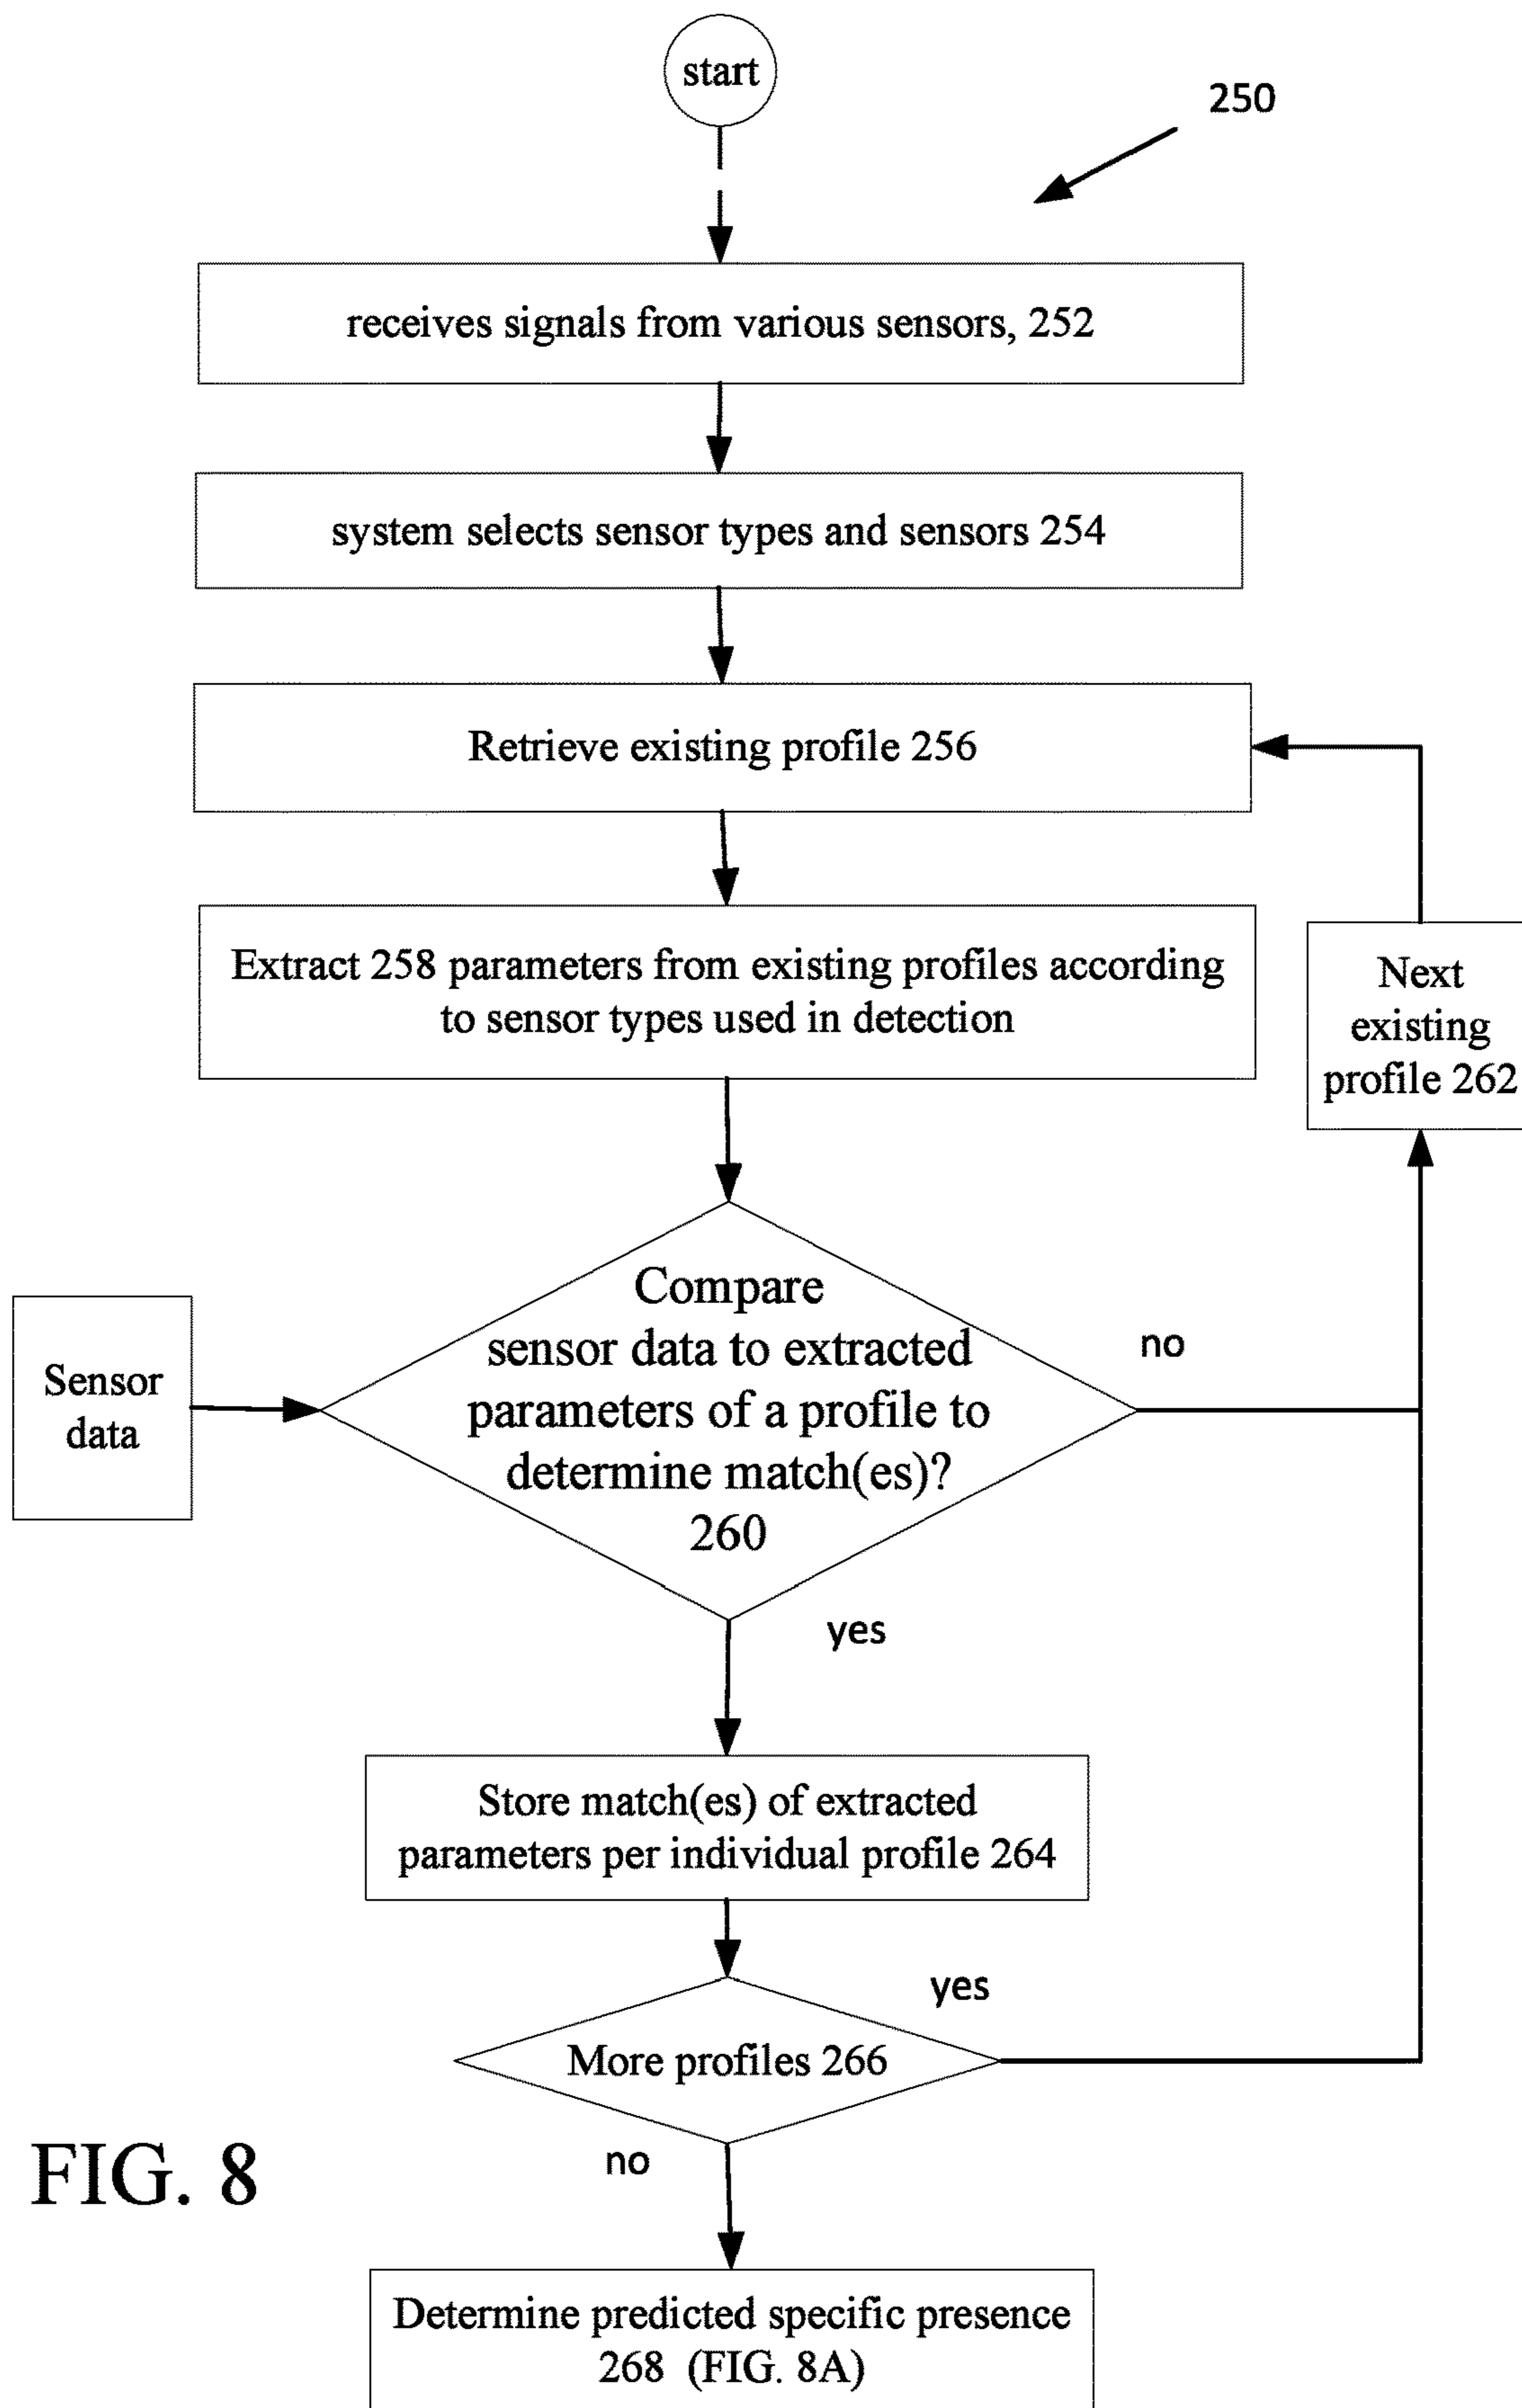 start
250
receives signals from various sensors, 252
system selects sensor types and sensors 254
Retrieve existing profile 256
Extract 258 parameters from existing profiles according
to sensor types used in detection
Next
existing
profile 262
Compare
sensor data to extracted
parameters of a profile to
determine match(es)?
260
no
Sensor
data
yes
Store match(es) of extracted
parameters per individual profile 264
yes
More profiles 266
no
FIG. 8
Determine predicted specific presence
268 (FIG. 8A)